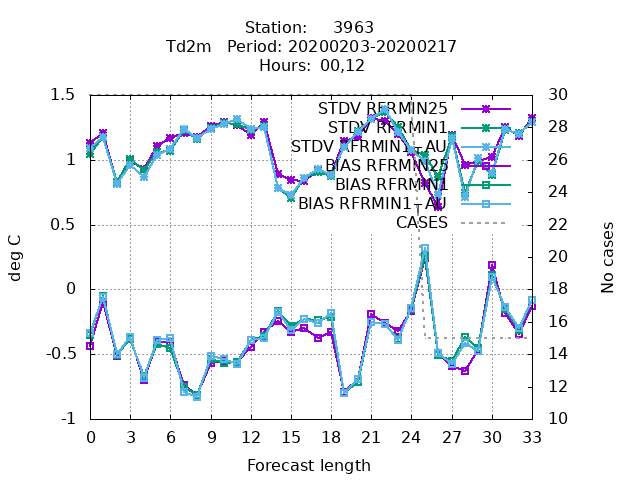 Station: 3963
Td2m Period: 20200203-20200217
Hours: 00,12
1.5
1
0.5
0
-0.5
-1
deg C
30
28
26
24
22
20
18
16
14
12
10
No cases
STDV RFRMIN25
STDV RFRMIN1
STDV RFRMIN1-AU
BIAS RFRMIN25
BIAS RFRMIN1
BIAS RFRMIN1-AU
CASES
0 3 6 9 12 15 18 21 24 27 30 33
Forecast length